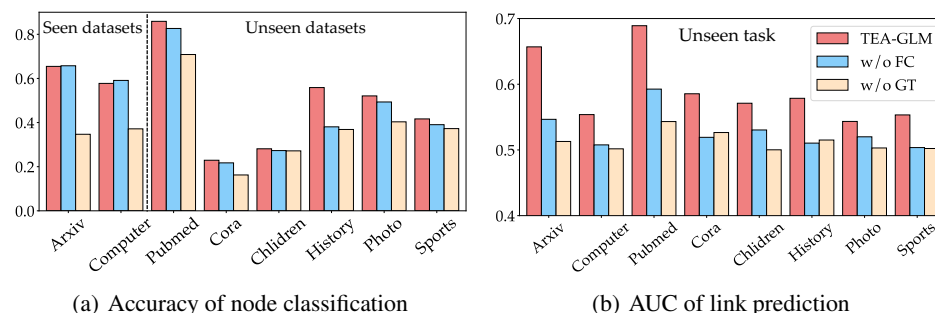 Seen datasets
Unseen datasets
0.8
0.6
0.4
0.2
0.0
Arxiv
Computer
Pubmed
Cora
Chlidren
History
Photo
Sports
(a) Accuracy of node classification
0.7
Unseen task
TEA-GLM
w/o FC
w/o GT
0.6
0.5
0.4
Arxiv
Computer
Pubmed
Cora
Children
History
Photo
Sports
(b) AUC of link prediction